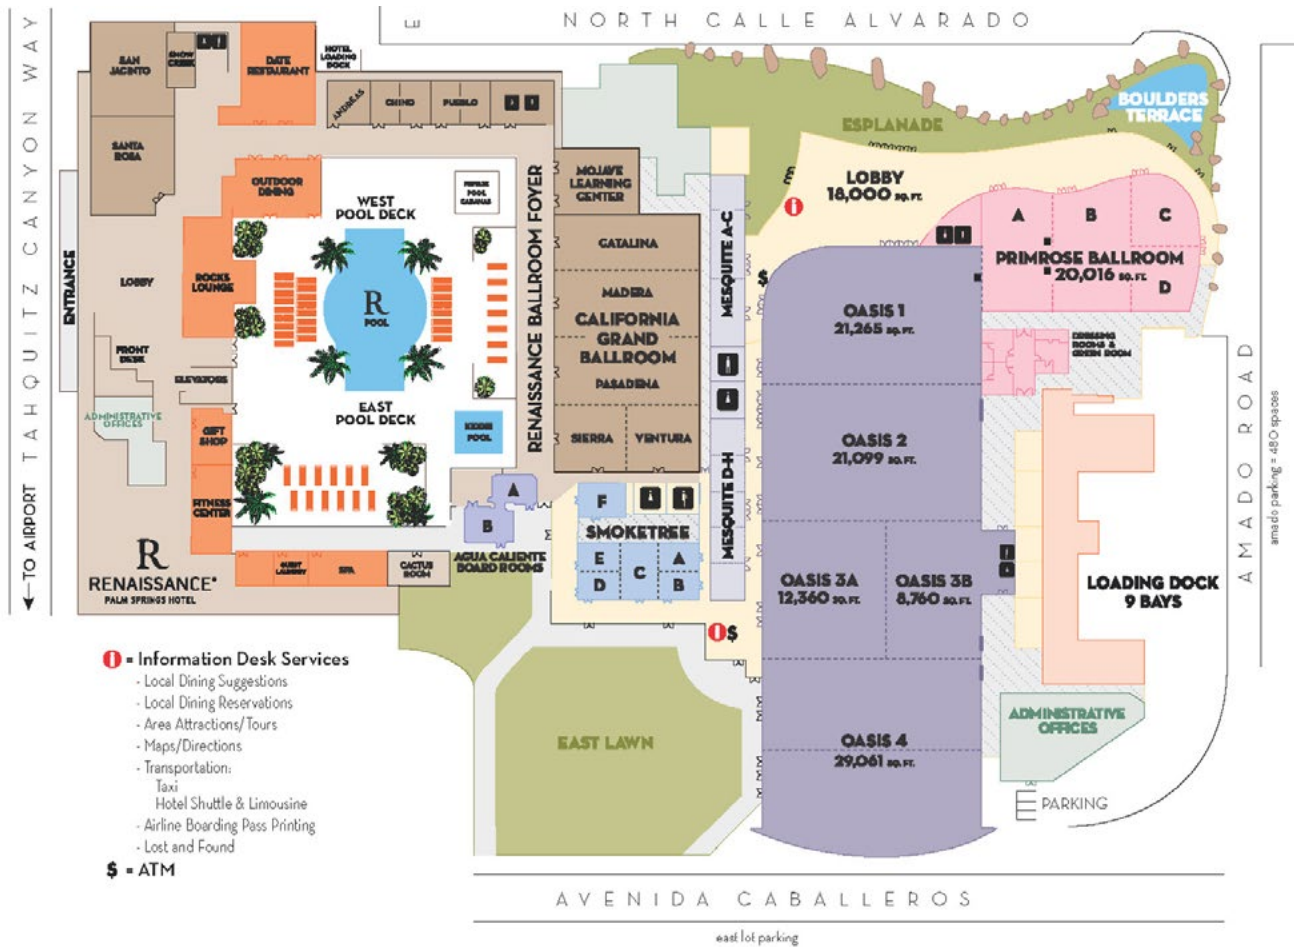 NORTH CALLE ALVARADO
TAHQUITZ CANYON WAY
TO AIRPORT
ENTRANCE
SAN
JACINTO
SNOW
CREEK
DATE
RESTAURANT
HOTEL
LOADING
DOCK
ANDREAS
CHINO
PUEBLO
SANTA
ROSA
OUTDOOR
DINING
WEST
POOL DECK
PRIVATE
POOL
CABANAS
RENAISSANCE BALLROOM FOYER
MOJAVE
LEARNING
CENTER
CATALINA
MADERA
CALIFORNIA
GRAND
BALLROOM
PASADENA
SIERRA
VENTURA
MESQUITE A-C
MESQUITE D-H
ESPLANADE
BOULDERS
TERRACE
LOBBY
18,000 SQ. FT.
A
B
C
D
PRIMROSE BALLROOM
20,016 SQ. FT.
DRESSING
ROOMS &
GREEN ROOM
LOBBY
ROCKS
LOUNGE
R
POOL
FRONT
DESK
ELEVATORS
ADMINISTRATIVE
OFFICES
GIFT
SHOP
FITNESS
CENTER
EAST
POOL DECK
KIDDIE
POOL
A
B
AGUA CALIENTE
BOARD ROOMS
GUEST
LAUNDRY
SPA
CACTUS
ROOM
F
SMOKETREE
E
D
C
A
B
$
OASIS 1
21,265 SQ. FT.
OASIS 2
21,099 SQ. FT.
OASIS 3A
12,360 SQ. FT.
OASIS 3B
8,760 SQ. FT.
OASIS 4
29,061 SQ. FT.
LOADING DOCK
9 BAYS
AMADO ROAD
amado parking = 480 spaces
ADMINISTRATIVE
OFFICES
PARKING
R
RENAISSANCE®
PALM SPRINGS HOTEL
i $
EAST LAWN
i = Information Desk Services
- Local Dining Suggestions
- Local Dining Reservations
- Area Attractions/Tours
- Maps/Directions
- Transportation:
Taxi
Hotel Shuttle & Limousine
- Airline Boarding Pass Printing
- Lost and Found
$ = ATM
AVENIDA CABALLEROS
east lot parking